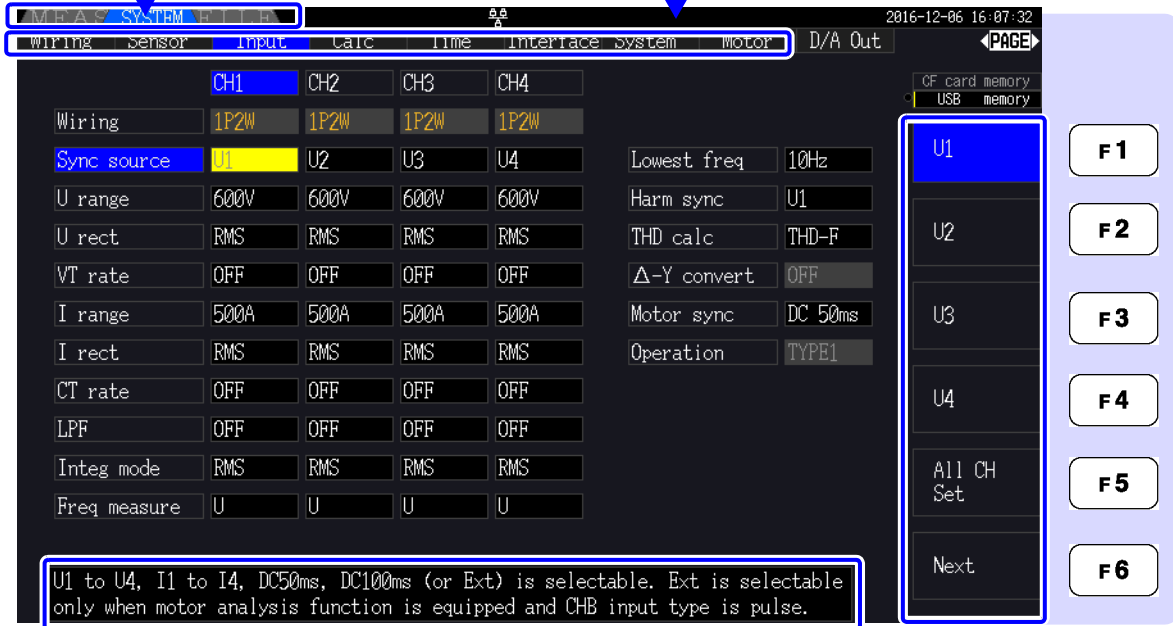 MEAS SYSTEM FILE 2016-12-06 16:07:32
Wiring Sensor Input Calc Time Interface System Motor D/A Out PAGE
CH1 CH2 CH3 CH4
CF card memory
USB memory
Wiring 1P2W 1P2W 1P2W 1P2W
Sync source U1 U2 U3 U4 Lowest freq 10Hz U1 F1
U range 600V 600V 600V 600V Harm sync U1
U rect RMS RMS RMS RMS THD calc THD-F U2 F2
VT rate OFF OFF OFF OFF Δ-Y convert OFF
I range 500A 500A 500A 500A Motor sync DC 50ms U3 F3
I rect RMS RMS RMS RMS Operation TYPE1
CT rate OFF OFF OFF OFF U4 F4
LPF OFF OFF OFF OFF
Integ mode RMS RMS RMS RMS All CH
Set F5
Freq measure U U U U
Next F6
U1 to U4, I1 to I4, DC50ms, DC100ms (or Ext) is selectable. Ext is selectable
only when motor analysis function is equipped and CHB input type is pulse.